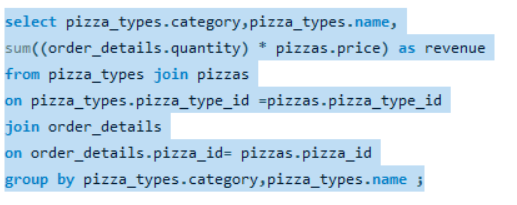 select pizza_types.category,pizza_types.name,
sum((order_details.quantity) * pizzas.price) as revenue
from pizza_types join pizzas
on pizza_types.pizza_type_id =pizzas.pizza_type_id
join order_details
on order_details.pizza_id= pizzas.pizza_id
group by pizza_types.category,pizza_types.name ;